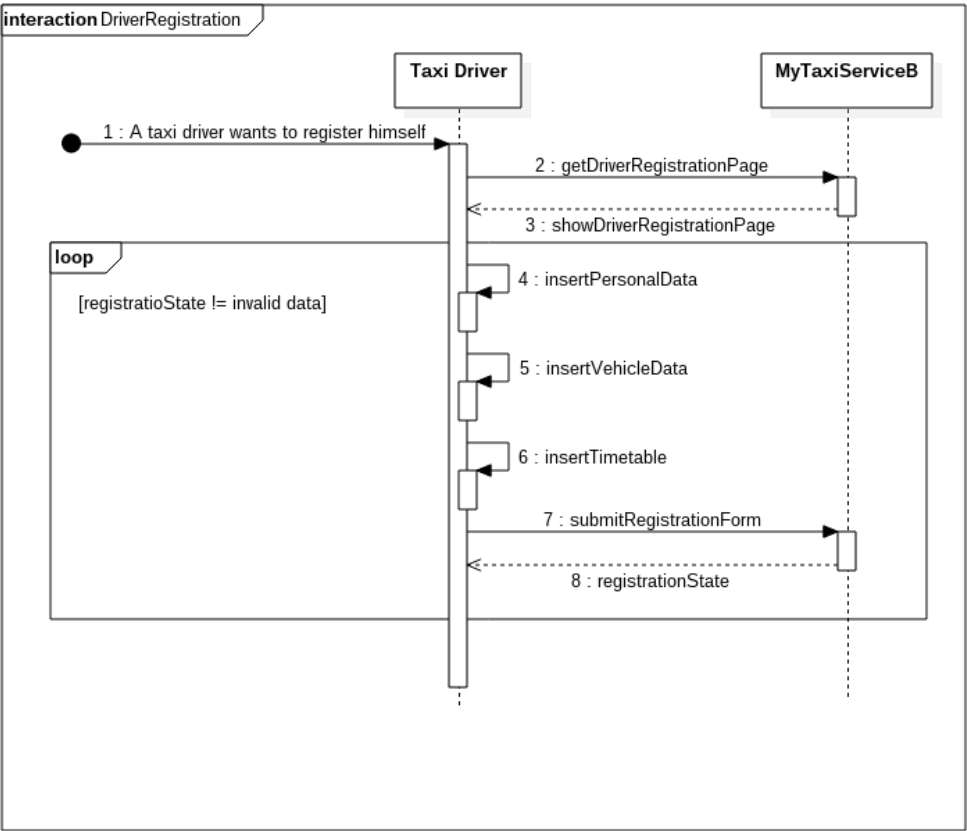 interaction DriverRegistration
Taxi Driver
MyTaxiServiceB
1 : A taxi driver wants to register himself
2 : getDriverRegistrationPage
3 : showDriverRegistrationPage
loop
4 : insertPersonalData
[registratioState != invalid data]
5 : insertVehicleData
6 : insertTimetable
7 : submitRegistrationForm
8 : registrationState